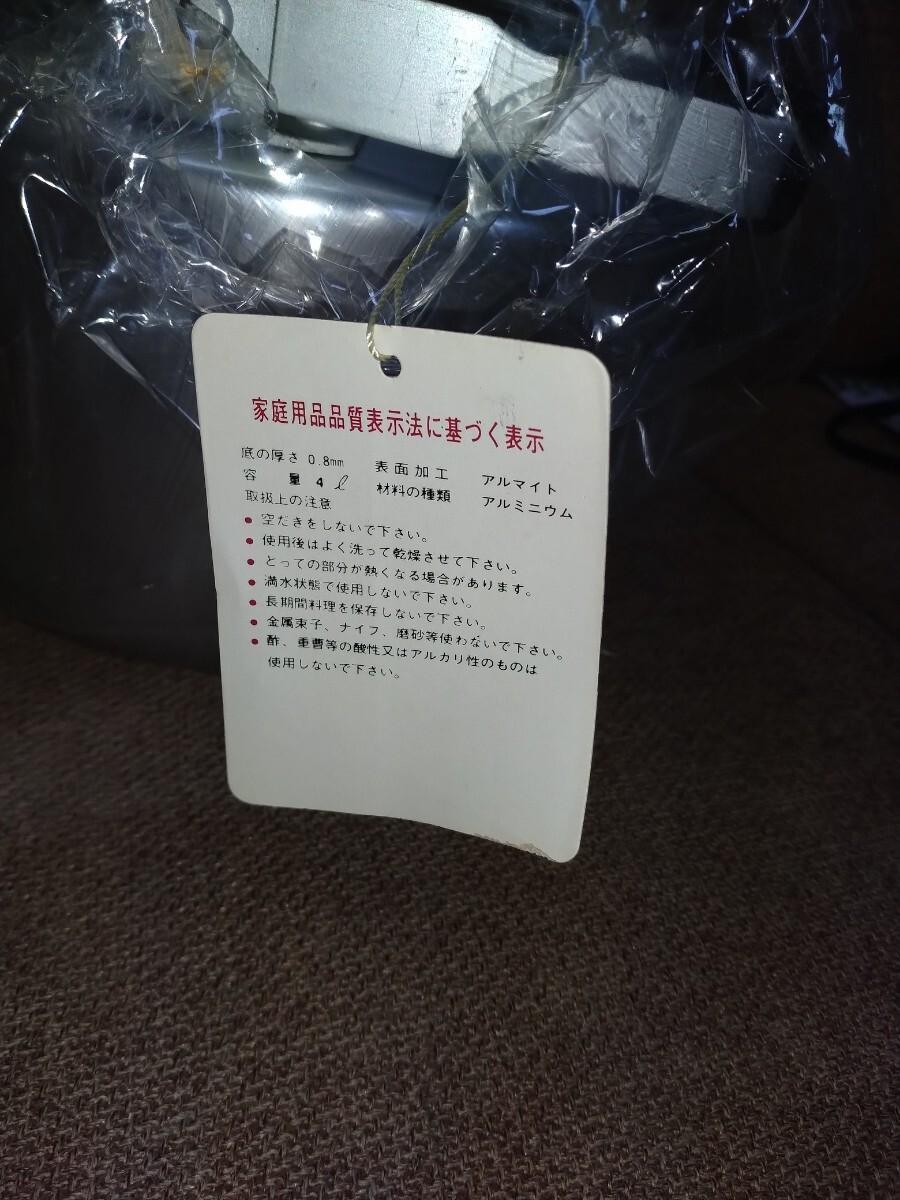 家庭用品品質表示法に基づく表示
底の厚さ 0.8mm 表面加工 アルマイト
容量 4ℓ 材料の種類 アルミニウム
取扱上の注意
● 空だきをしないで下さい。
● 使用後はよく洗って乾燥させて下さい。
● とっての部分が熱くなる場合があります。
● 満水状態で使用しないで下さい。
● 長期間料理を保存しないで下さい。
● 金属束子、ナイフ、磨砂等使わないで下さい。
● 酢、重曹等の酸性又はアルカリ性のものは
使用しないで下さい。